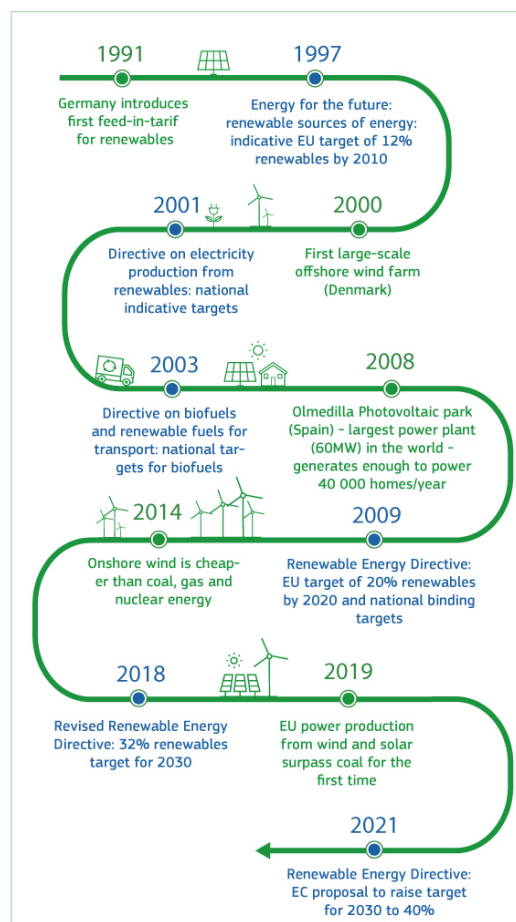 1991
Germany introduces
first feed-in-tarif
for renewables
1997
Energy for the future:
renewable sources of energy:
indicative EU target of 12%
renewables by 2010
2000
First large-scale
offshore wind farm
(Denmark)
2001
Directive on electricity
production from
renewables: national
indicative targets
2003
Directive on biofuels
and renewable fuels for
transport: national tar-
gets for biofuels
2008
Olmedilla Photovoltaic park
(Spain) - largest power plant
(60MW) in the world -
generates enough to power
40 000 homes/year
2009
Renewable Energy Directive:
EU target of 20% renewables
by 2020 and national binding
targets
2014
Onshore wind is cheap-
er than coal, gas and
nuclear energy
2018
Revised Renewable Energy
Directive: 32% renewables
target for 2030
2019
EU power production
from wind and solar
surpass coal for the
first time
2021
Renewable Energy Directive:
EC proposal to raise target
for 2030 to 40%